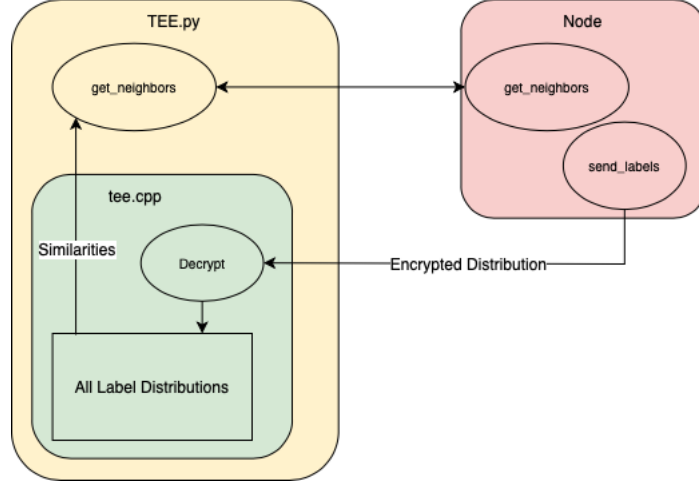 TEE.py
Node
get_neighbors
get_neighbors
send_labels
tee.cpp
Similarities
Decrypt
Encrypted Distribution
All Label Distributions